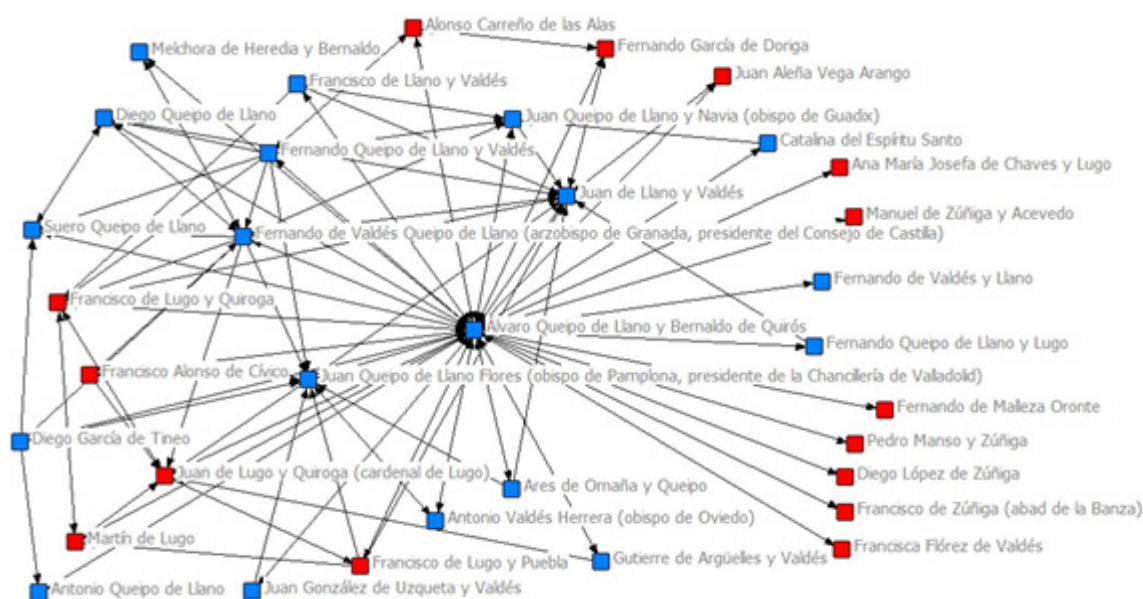 Alonso Carreño de las Alas
Melchora de Heredia y Bernaldo
Fernando García de Doriga
Juan Aleña Vega Arango
Francisco de Llano y Valdés
Diego Queipo de Llano
Juan Queipo de Llano y Navia (obispo de Guadix)
Catalina del Espíritu Santo
Fernando Queipo de Llano y Valdés
Ana María Josefa de Chaves y Lugo
Juan de Llano y Valdés
Manuel de Zúñiga y Acevedo
Suero Queipo de Llano
Fernando de Valdés Queipo de Llano (arzobispo de Granada, presidente del Consejo de Castilla)
Fernando de Valdés y Llano
Francisco de Lugo y Quiroga
Álvaro Queipo de Llano y Bernaldo de Quirós
Fernando Queipo de Llano y Lugo
Francisco Alonso de Cívico
Juan Queipo de Llano Flores (obispo de Pamplona, presidente de la Chancillería de Valladolid)
Fernando de Malleza Oronte
Diego García de Tineo
Pedro Manso y Zúñiga
Juan de Lugo y Quiroga (cardenal de Lugo)
Diego López de Zúñiga
Ares de Omaña y Queipo
Francisco de Zúñiga (abad de la Banza)
Antonio Valdés Herrera (obispo de Oviedo)
Martín de Lugo
Francisca Flórez de Valdés
Francisco de Lugo y Puebla
Gutierre de Argüelles y Valdés
Antonio Queipo de Llano
Juan González de Uzqueta y Valdés